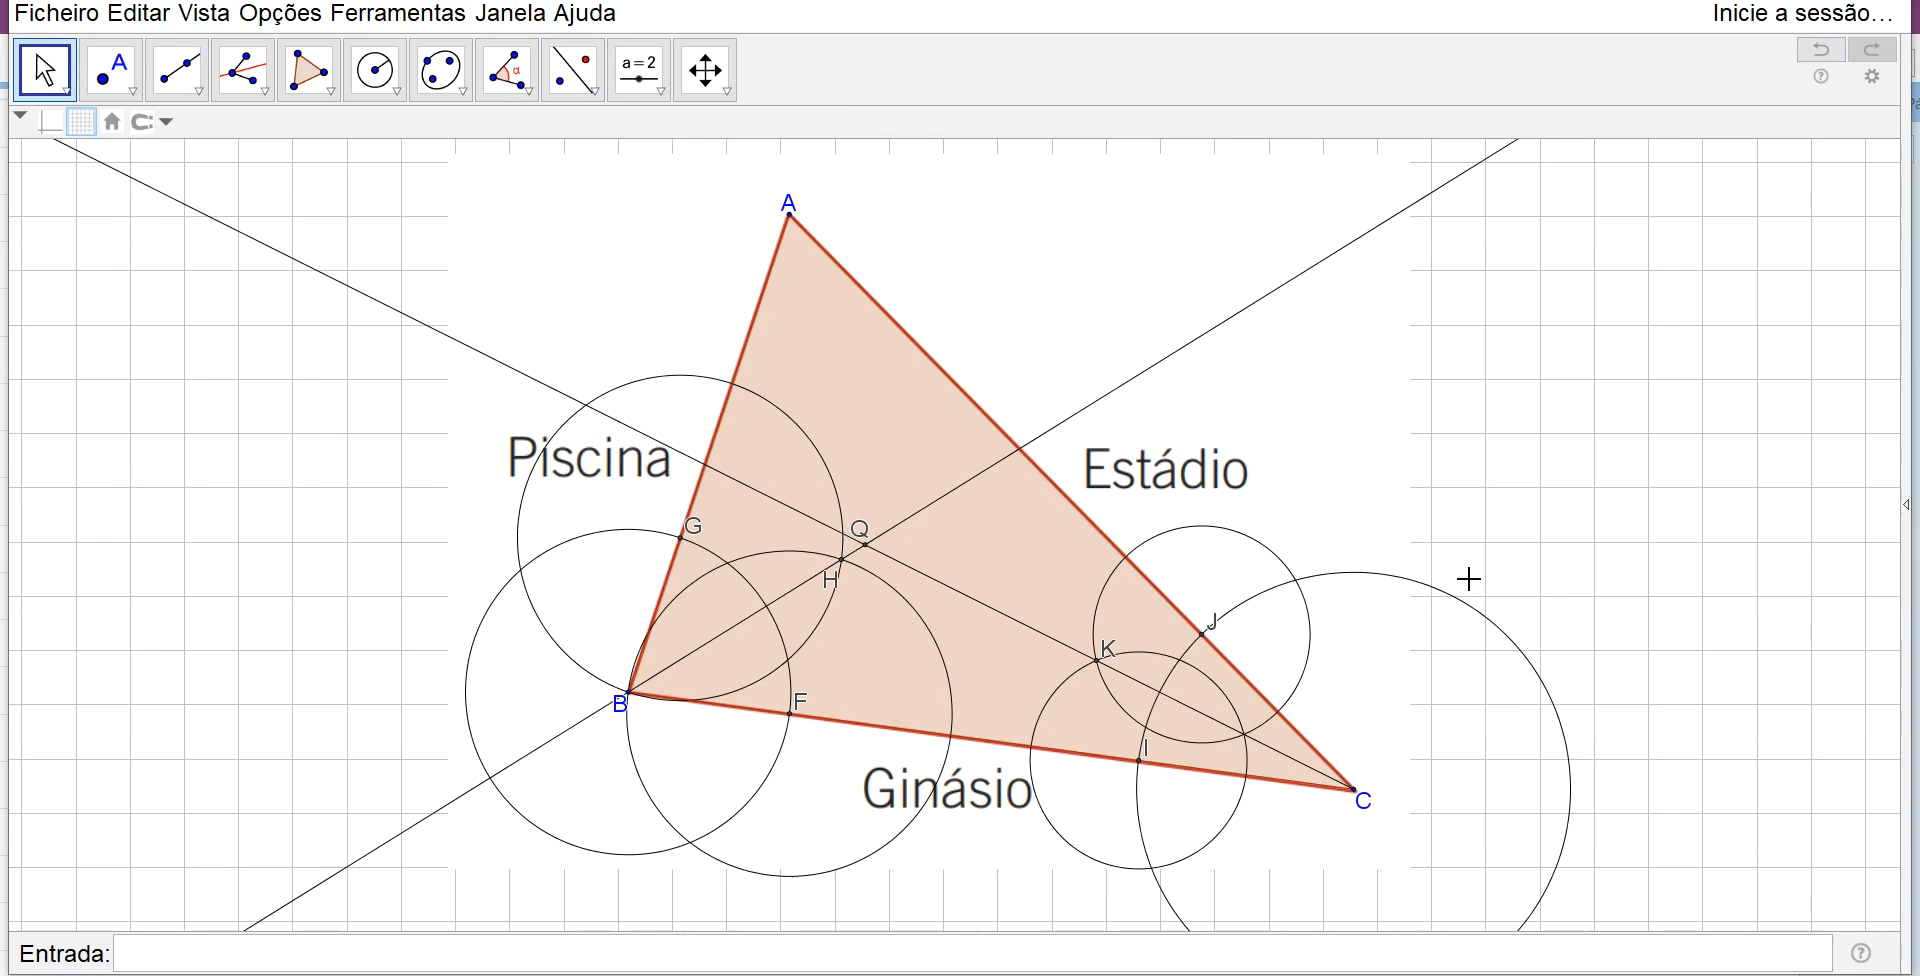 Ficheiro Editar Vista Opções Ferramentas Janela Ajuda
Inicie a sessão...
A
α
a=2
A
Piscina
Estádio
G
Q
H
J
K
B
F
I
Ginásio
C
Entrada: